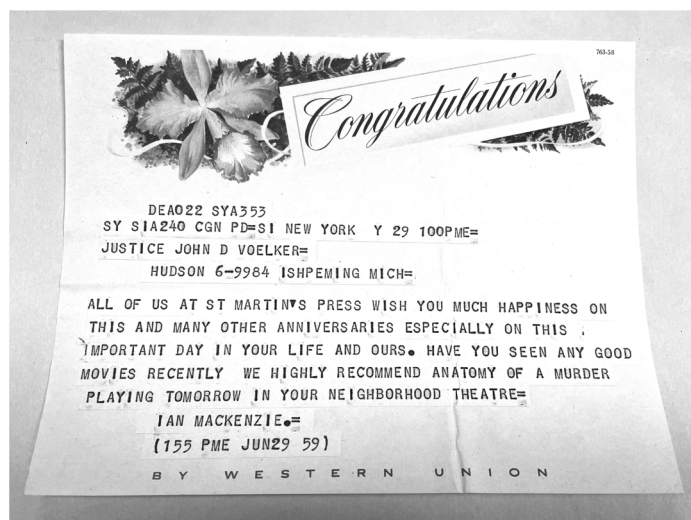 763-58
Congratulations
DEA022 SYA353
SY SIA240 CGN PD=SI NEW YORK Y 29 100PME=
JUSTICE JOHN D VOELKER=
HUDSON 6-9984 ISHPEMING MICH=
ALL OF US AT ST MARTIN'S PRESS WISH YOU MUCH HAPPINESS ON
THIS AND MANY OTHER ANNIVERSARIES ESPECIALLY ON THIS
IMPORTANT DAY IN YOUR LIFE AND OURS. HAVE YOU SEEN ANY GOOD
MOVIES RECENTLY WE HIGHLY RECOMMEND ANATOMY OF A MURDER
PLAYING TOMORROW IN YOUR NEIGHBORHOOD THEATRE=
IAN MACKENZIE.=
(155 PME JUN29 59)
BY WESTERN UNION